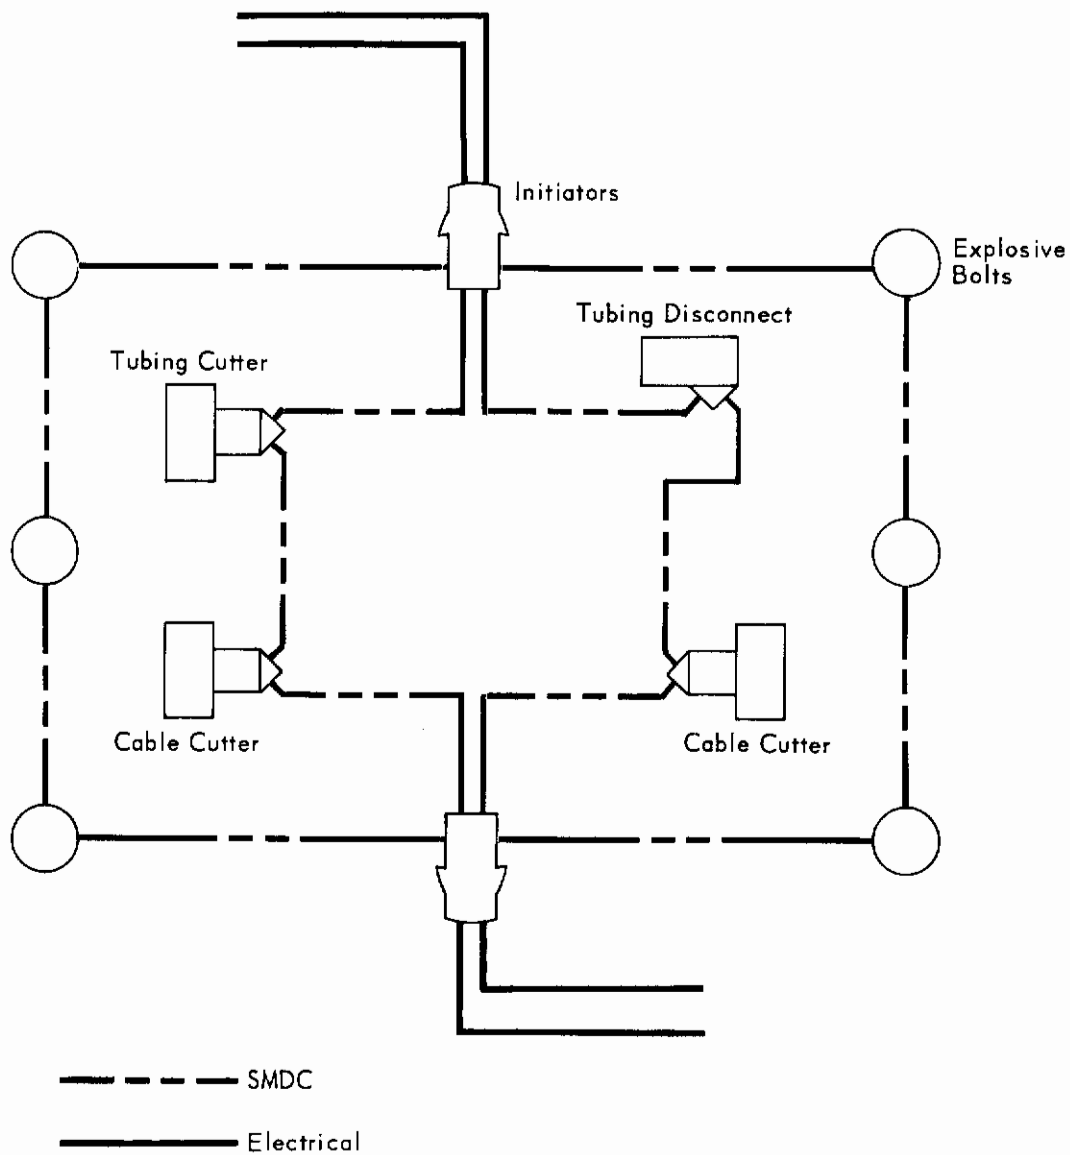 Initiators
Explosive
Bolts
Tubing Disconnect
Tubing Cutter
Cable Cutter
Cable Cutter
SMDC
Electrical